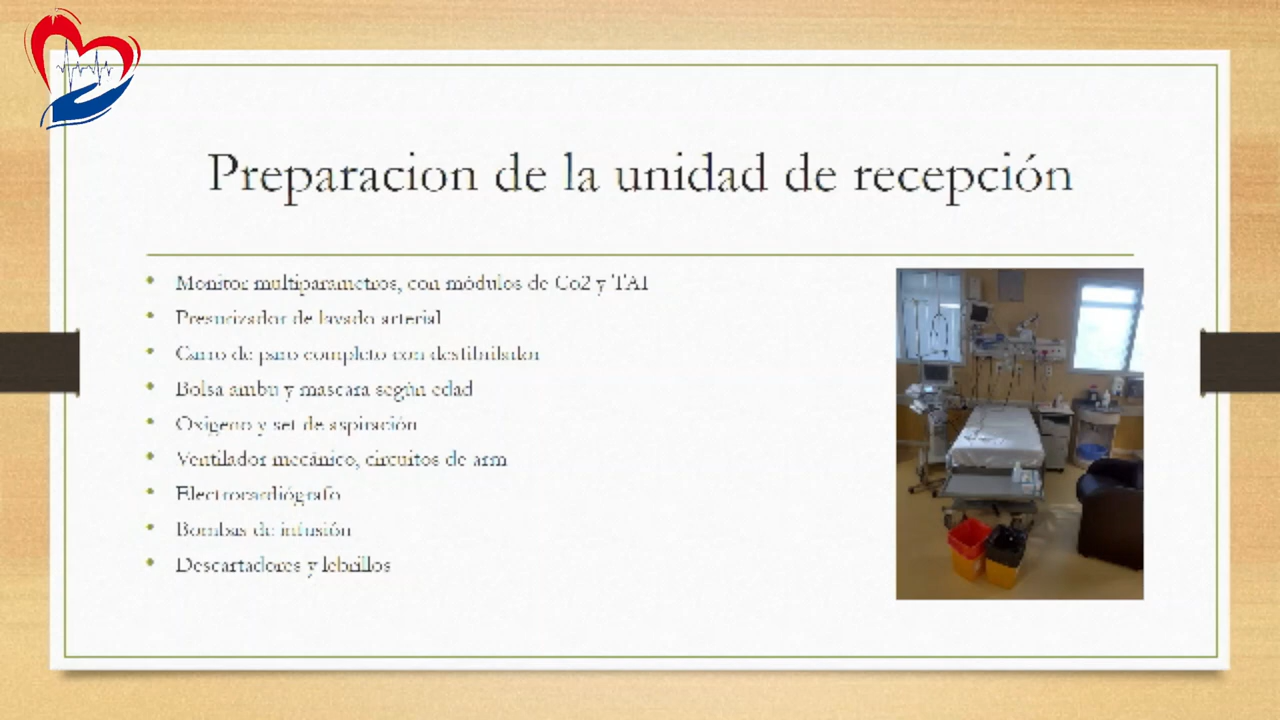 Preparacion de la unidad de recepción
• Monitor multiparametros, con módulos de Co2 y TAI
• Presurizador de lavado arterial
• Carro de paro completo con desfibrilador
• Bolsa ambu y mascara según edad
• Oxigeno y set de aspiración
• Ventilador mecánico, circuitos de arm
• Electrocardiógrafo
• Bombas de infusión
• Descartadores y lebrillos